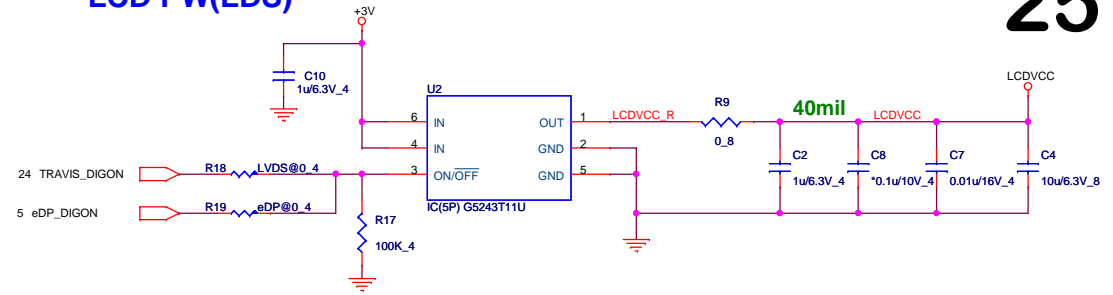 LCD PW(LDS)
25
+3V
C10
1u/6.3V_4
U2
6 IN
4 IN
3 ON/OFF
OUT 1
GND 2
GND 5
IC(5P) G5243T11U
LCDVCC_R
R9
0_8
40mil
LCDVCC
LCDVCC
C2
1u/6.3V_4
C8
*0.1u/10V_4
C7
0.01u/16V_4
C4
10u/6.3V_8
24 TRAVIS_DIGON
R18 LVDS@0_4
5 eDP_DIGON
R19 eDP@0_4
R17
100K_4